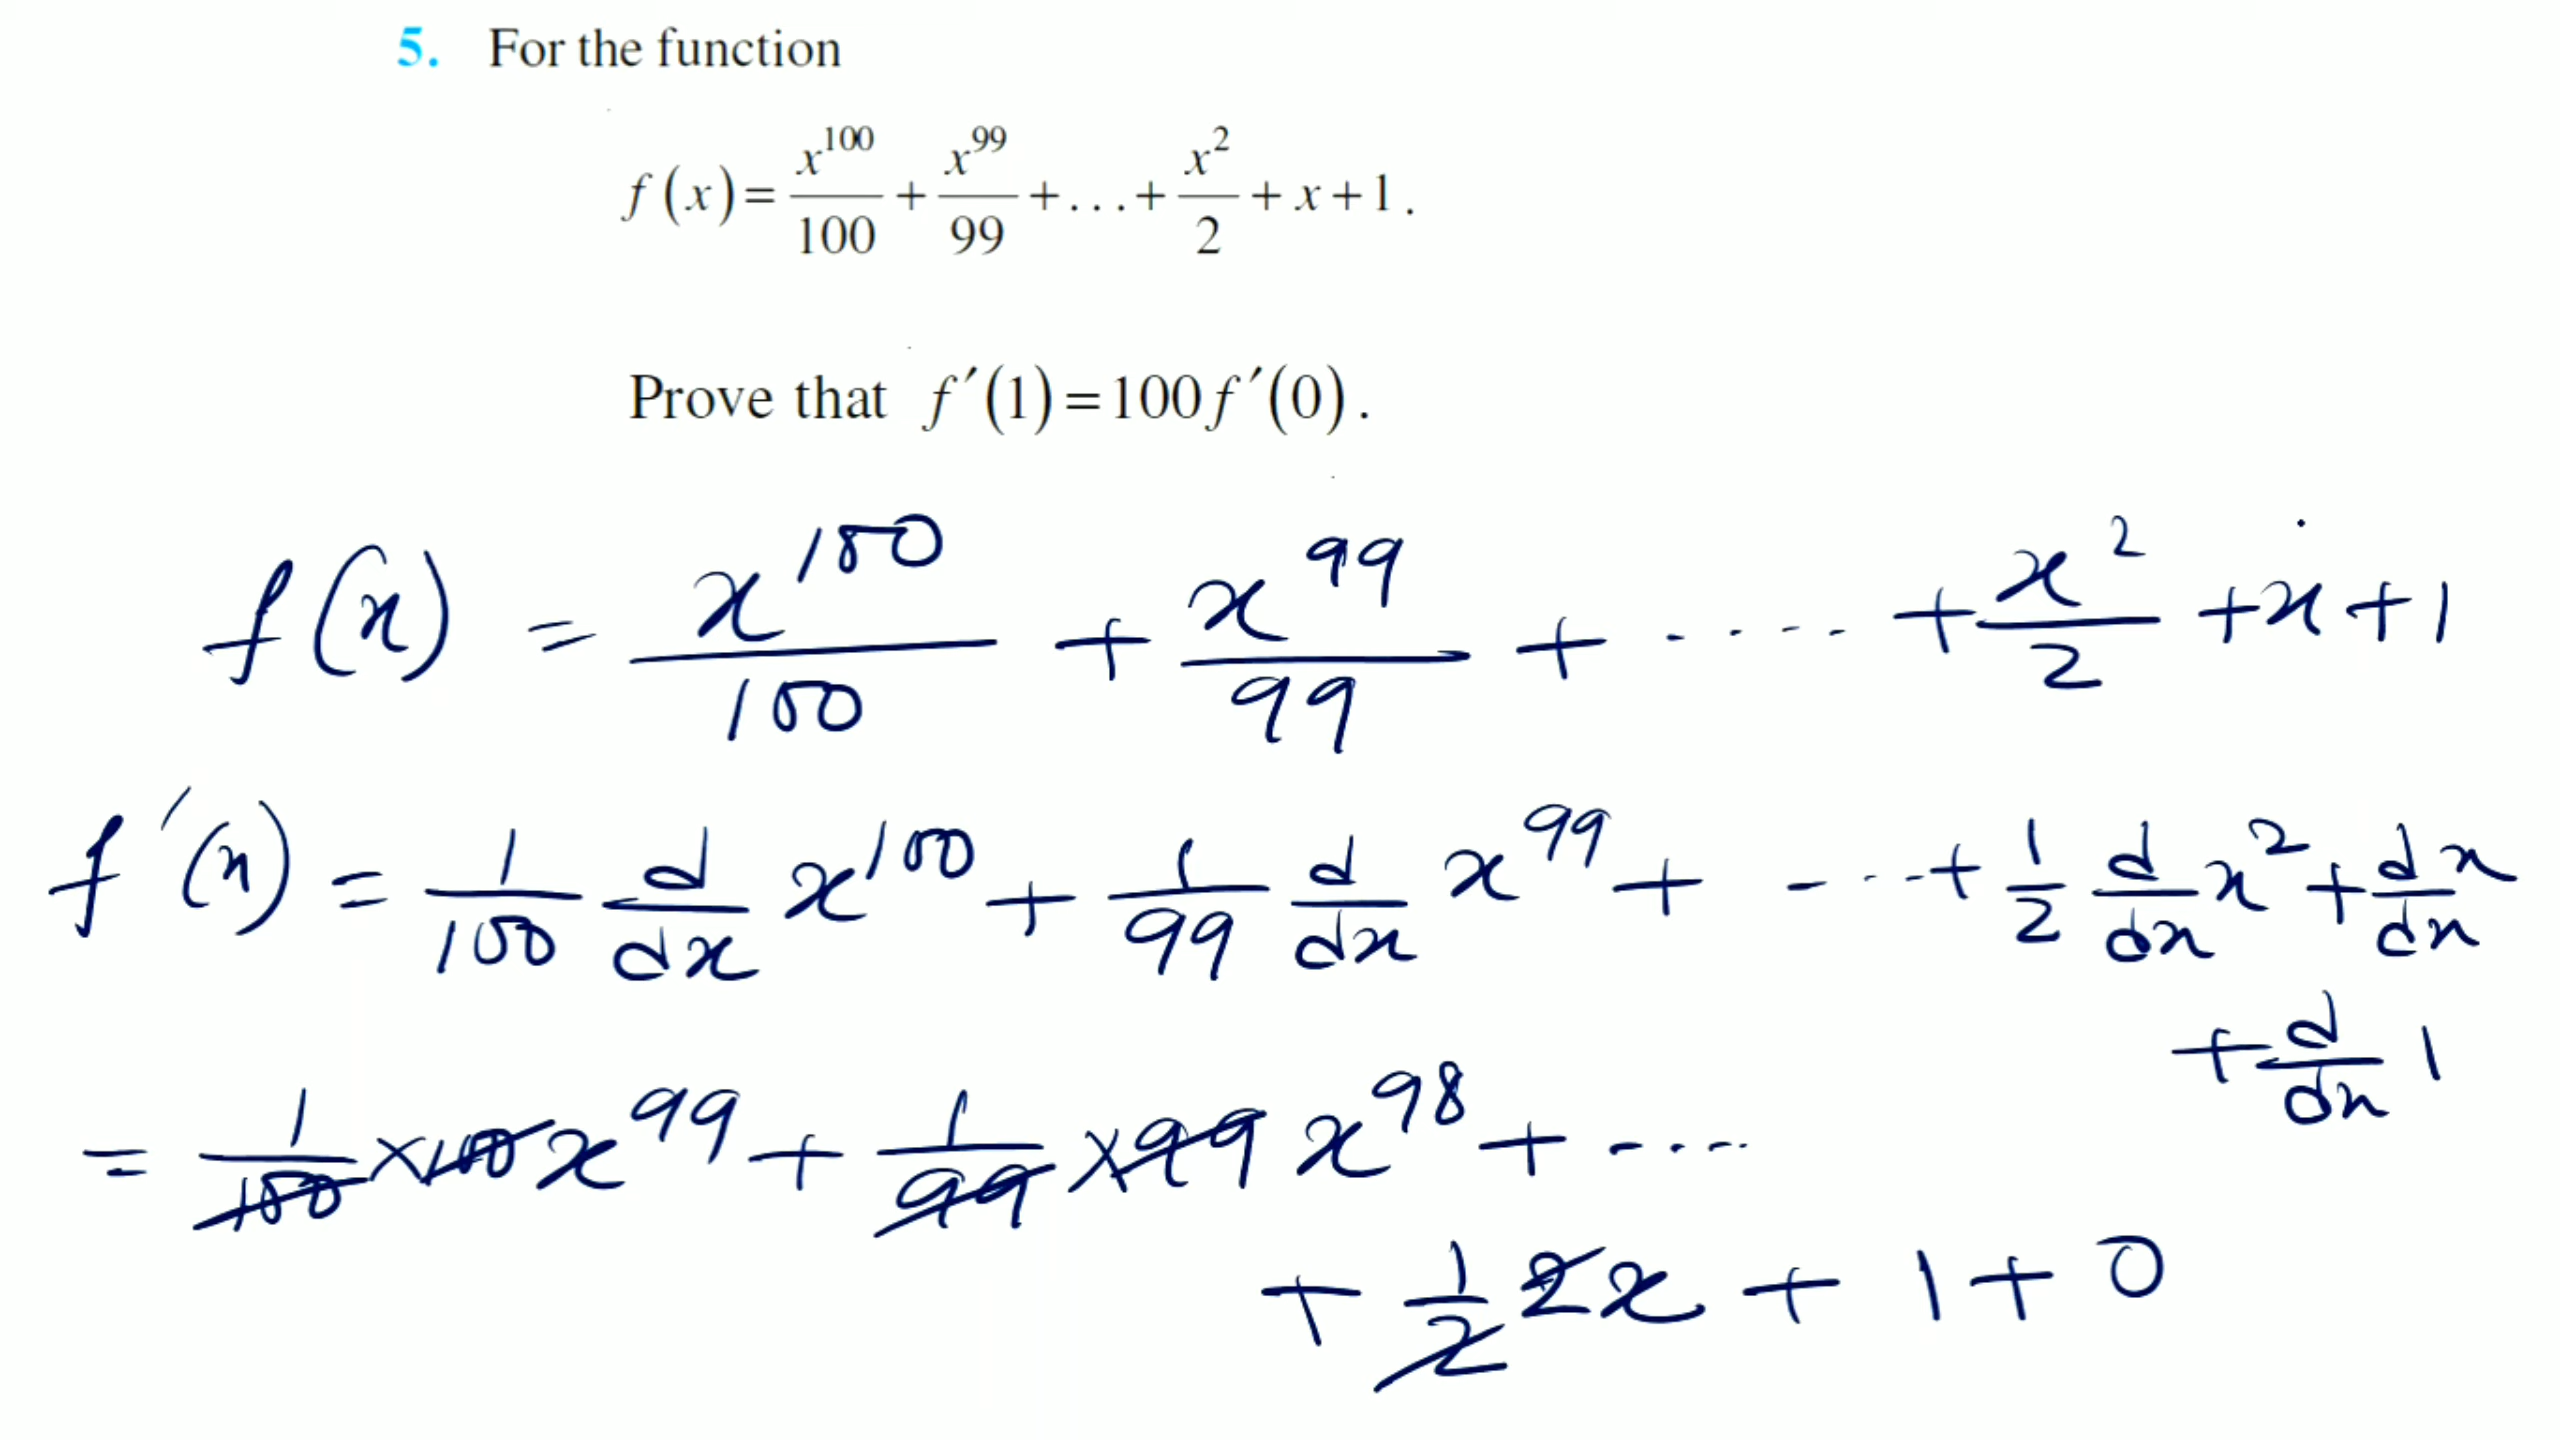 5. For the function
f(x)=x^100/100+x^99/99+...+x^2/2+x+1.
Prove that f′(1)=100f′(0).
f(x) = x^100/100 + x^99/99 + ---- + x^2/2 + x + 1
f′(x) = 1/100 d/dx x^100 + 1/99 d/dx x^99 + ---- + 1/2 d/dx x^2 + dx/dx
+ d/dx 1
= 1/100 × 100 x^99 + 1/99 × 99 x^98 + ----
+ 1/2 2x + 1 + 0